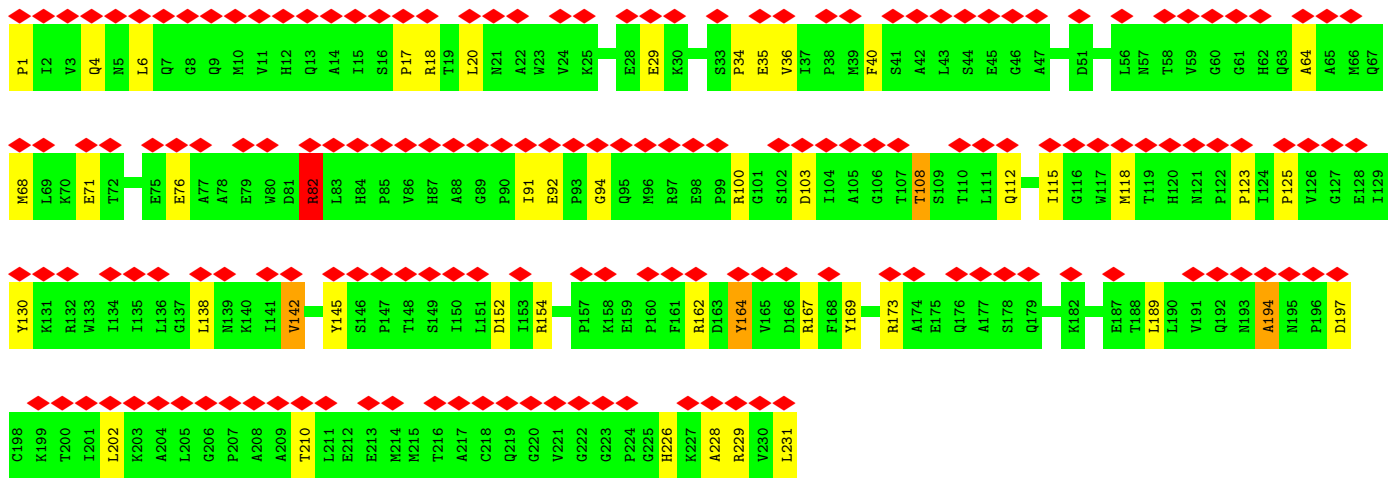 P1 I2 V3 Q4 N5 L6 Q7 G8 Q9 M10 V11 H12 Q13 A14 I15 S16 P17 R18 T19 L20 N21 A22 W23 V24 K25 E28 E29 K30 S33 P34 E35 V36 I37 P38 M39 F40 S41 A42 L43 S44 E45 G46 A47 D51 L56 N57 T58 V59 G60 G61 H62 Q63 A64 A65 M66 Q67
M68 L69 K70 E71 T72 E75 E76 A77 A78 E79 W80 D81 R82 L83 H84 P85 V86 H87 A88 G89 P90 I91 E92 P93 G94 Q95 M96 R97 E98 P99 R100 G101 S102 D103 I104 A105 G106 T107 T108 S109 T110 L111 Q112 I115 G116 W117 M118 T119 H120 N121 P122 P123 I124 P125 V126 G127 E128 I129
Y130 K131 R132 W133 I134 I135 L136 G137 L138 N139 K140 I141 V142 Y145 S146 P147 T148 S149 I150 L151 D152 I153 R154 P157 K158 E159 P160 F161 R162 D163 Y164 V165 D166 R167 F168 Y169 R173 A174 E175 Q176 A177 S178 Q179 K182 E187 T188 L189 L190 V191 Q192 N193 A194 N195 P196 D197
C198 K199 T200 I201 L202 K203 A204 L205 G206 P207 A208 A209 T210 L211 E212 E213 M214 M215 T216 A217 C218 Q219 G220 V221 G222 G223 P224 G225 H226 K227 A228 R229 V230 L231